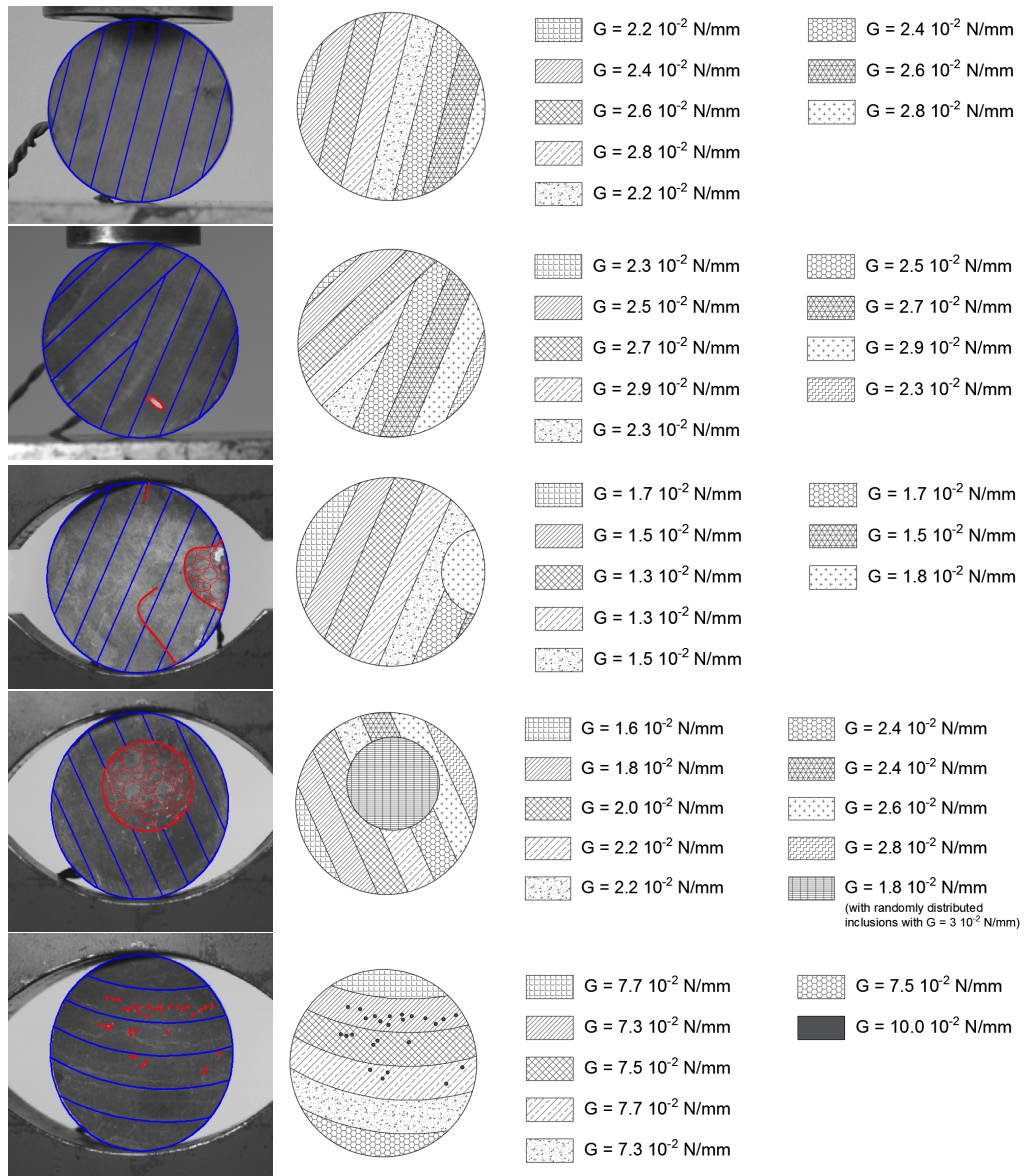 G = 2.2 10⁻² N/mm
G = 2.4 10⁻² N/mm
G = 2.6 10⁻² N/mm
G = 2.8 10⁻² N/mm
G = 2.2 10⁻² N/mm
G = 2.4 10⁻² N/mm
G = 2.6 10⁻² N/mm
G = 2.8 10⁻² N/mm
G = 2.3 10⁻² N/mm
G = 2.5 10⁻² N/mm
G = 2.7 10⁻² N/mm
G = 2.9 10⁻² N/mm
G = 2.3 10⁻² N/mm
G = 2.5 10⁻² N/mm
G = 2.7 10⁻² N/mm
G = 2.9 10⁻² N/mm
G = 2.3 10⁻² N/mm
G = 1.7 10⁻² N/mm
G = 1.5 10⁻² N/mm
G = 1.3 10⁻² N/mm
G = 1.3 10⁻² N/mm
G = 1.5 10⁻² N/mm
G = 1.7 10⁻² N/mm
G = 1.5 10⁻² N/mm
G = 1.8 10⁻² N/mm
G = 1.6 10⁻² N/mm
G = 1.8 10⁻² N/mm
G = 2.0 10⁻² N/mm
G = 2.2 10⁻² N/mm
G = 2.2 10⁻² N/mm
G = 2.4 10⁻² N/mm
G = 2.4 10⁻² N/mm
G = 2.6 10⁻² N/mm
G = 2.8 10⁻² N/mm
G = 1.8 10⁻² N/mm
(with randomly distributed
inclusions with G = 3 10⁻² N/mm)
G = 7.7 10⁻² N/mm
G = 7.3 10⁻² N/mm
G = 7.5 10⁻² N/mm
G = 7.7 10⁻² N/mm
G = 7.3 10⁻² N/mm
G = 7.5 10⁻² N/mm
G = 10.0 10⁻² N/mm